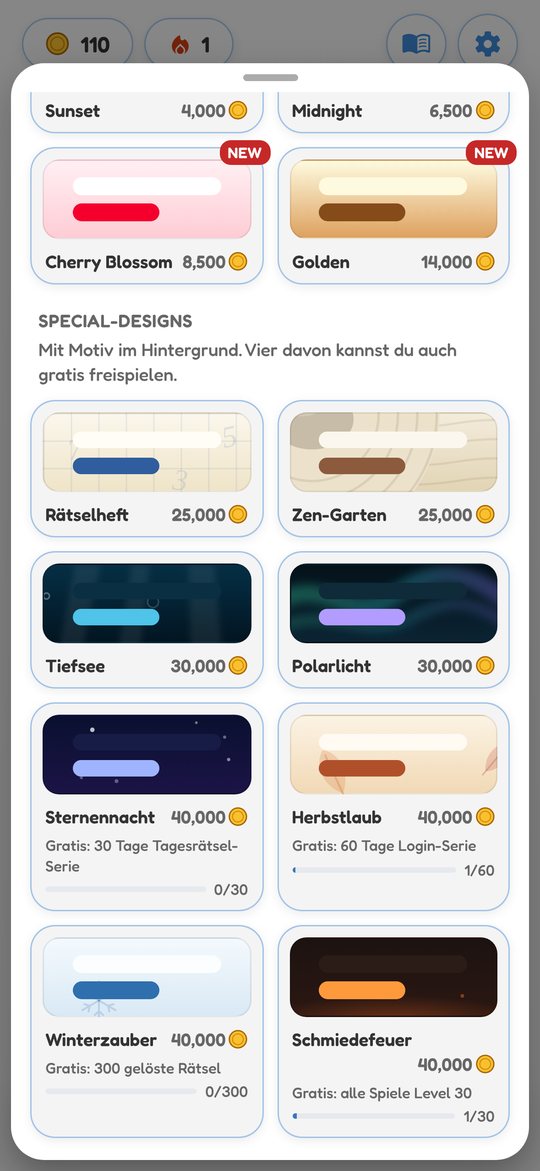 110
1
Sunset 4,000
Midnight 6,500
NEW
NEW
Cherry Blossom 8,500
Golden 14,000
SPECIAL-DESIGNS
Mit Motiv im Hintergrund. Vier davon kannst du auch
gratis freispielen.
5
3
Rätselheft 25,000
Zen-Garten 25,000
Tiefsee 30,000
Polarlicht 30,000
Sternennacht 40,000
Gratis: 30 Tage Tagesrätsel-
Serie
0/30
Herbstlaub 40,000
Gratis: 60 Tage Login-Serie
1/60
Winterzauber 40,000
Gratis: 300 gelöste Rätsel
0/300
Schmiedefeuer
40,000
Gratis: alle Spiele Level 30
1/30